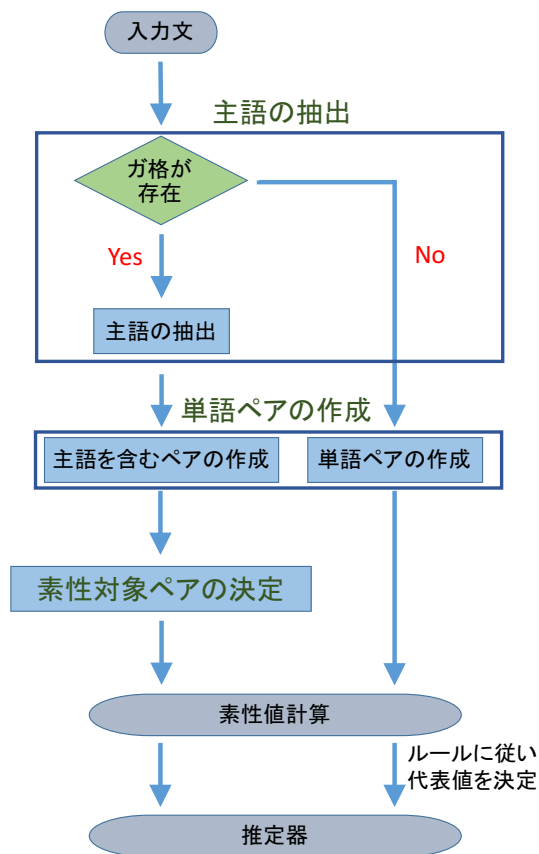 入力文
主語の抽出
ガ格が
存在
Yes
No
主語の抽出
単語ペアの作成
主語を含むペアの作成
単語ペアの作成
素性対象ペアの決定
素性値計算
ルールに従い
代表値を決定
推定器